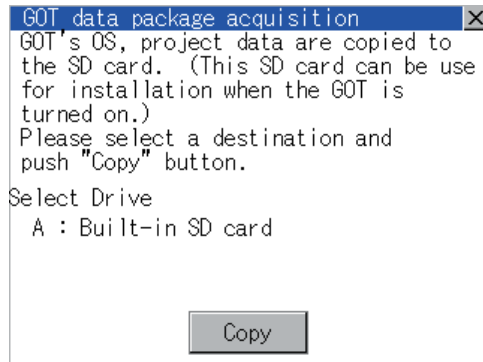 GOT data package acquisition
GOT's OS, project data are copied to
the SD card. (This SD card can be use
for installation when the GOT is
turned on.)
Please select a destination and
push "Copy" button.
Select Drive
A : Built-in SD card
Copy